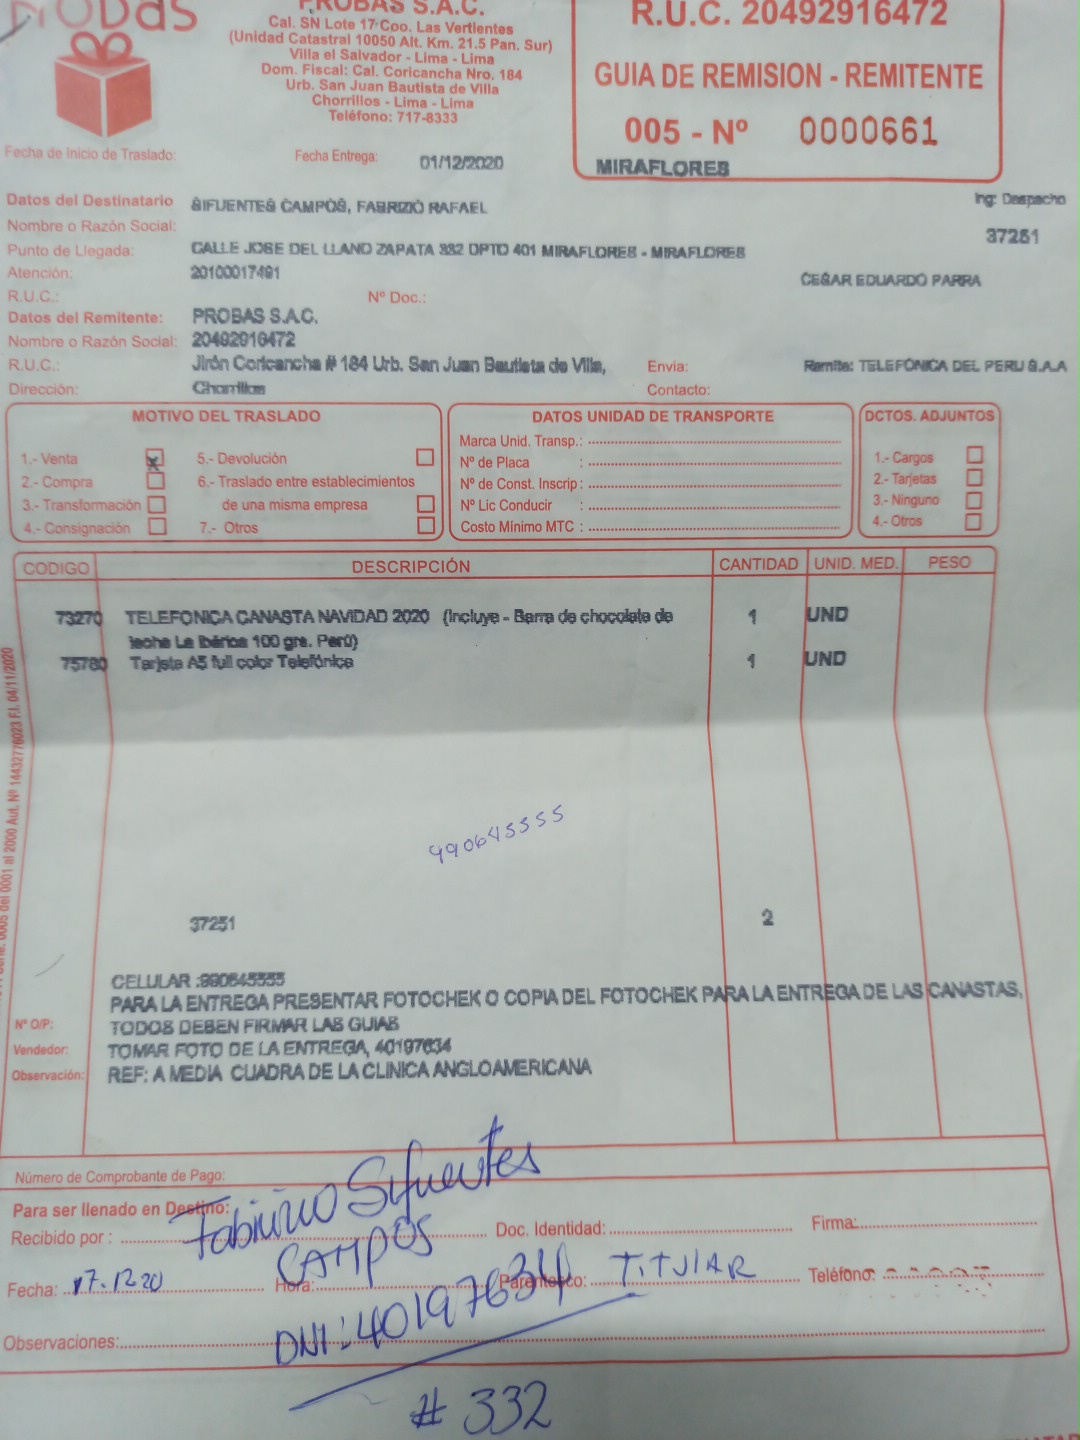 PROBAS S.A.C.
Cal. SN Lote 17 Coo. Las Vertientes
(Unidad Catastral 10050 Alt. Km. 21.5 Pan. Sur)
Villa el Salvador - Lima - Lima
Dom. Fiscal: Cal. Coricancha Nro. 184
Urb. San Juan Bautista de Villa
Chorrillos - Lima - Lima
Teléfono: 717-8333
R.U.C. 20492916472
GUIA DE REMISION - REMITENTE
005 - Nº 0000661
MIRAFLORES
Fecha de Inicio de Traslado: Fecha Entrega: 01/12/2020
Datos del Destinatario SIFUENTES CAMPOS, FABRIZIO RAFAEL Ing: Despacho
Nombre o Razón Social: 37251
Punto de Llegada: CALLE JOSE DEL LLANO ZAPATA 332 DPTO 401 MIRAFLORES - MIRAFLORES
Atención: 20100017491 CESAR EDUARDO PARRA
R.U.C.: Nº Doc.:
Datos del Remitente: PROBAS S.A.C.
Nombre o Razón Social: 20492916472
R.U.C.: Jirón Coricancha # 184 Urb. San Juan Bautista de Villa, Envia: Remite: TELEFÓNICA DEL PERU S.A.A
Dirección: Chorrillos Contacto:
MOTIVO DEL TRASLADO
1.- Venta X 5.- Devolución
2.- Compra 6.- Traslado entre establecimientos
3.- Transformación de una misma empresa
4.- Consignación 7.- Otros
DATOS UNIDAD DE TRANSPORTE
Marca Unid. Transp.:
Nº de Placa :
Nº de Const. Inscrip :
Nº Lic Conducir :
Costo Mínimo MTC :
DCTOS. ADJUNTOS
1.- Cargos
2.- Tarjetas
3.- Ninguno
4.- Otros
CODIGO DESCRIPCIÓN CANTIDAD UNID. MED. PESO
73270 TELEFONICA CANASTA NAVIDAD 2020 (Incluye - Barra de chocolate de 1 UND
leche La Ibérica 100 grs. Perú)
75780 Tarjeta A5 full color Telefónica 1 UND
990645555
37251 2
CELULAR :990645555
PARA LA ENTREGA PRESENTAR FOTOCHEK O COPIA DEL FOTOCHEK PARA LA ENTREGA DE LAS CANASTAS,
Nº O/P: TODOS DEBEN FIRMAR LAS GUIAS
Vendedor: TOMAR FOTO DE LA ENTREGA, 40197634
Observación: REF: A MEDIA CUADRA DE LA CLINICA ANGLOAMERICANA
0005 del 0001 al 2000 Aut. Nº 14432776023 F.I. 04/11/2020
Número de Comprobante de Pago:
Para ser llenado en Destino:
Recibido por : Fabrizio Sifuentes CAMPOS Doc. Identidad: Firma:
Fecha: 17.12.20 Hora: Parentesco: TITULAR Teléfono:
DNI: 40197634
Observaciones:
# 332